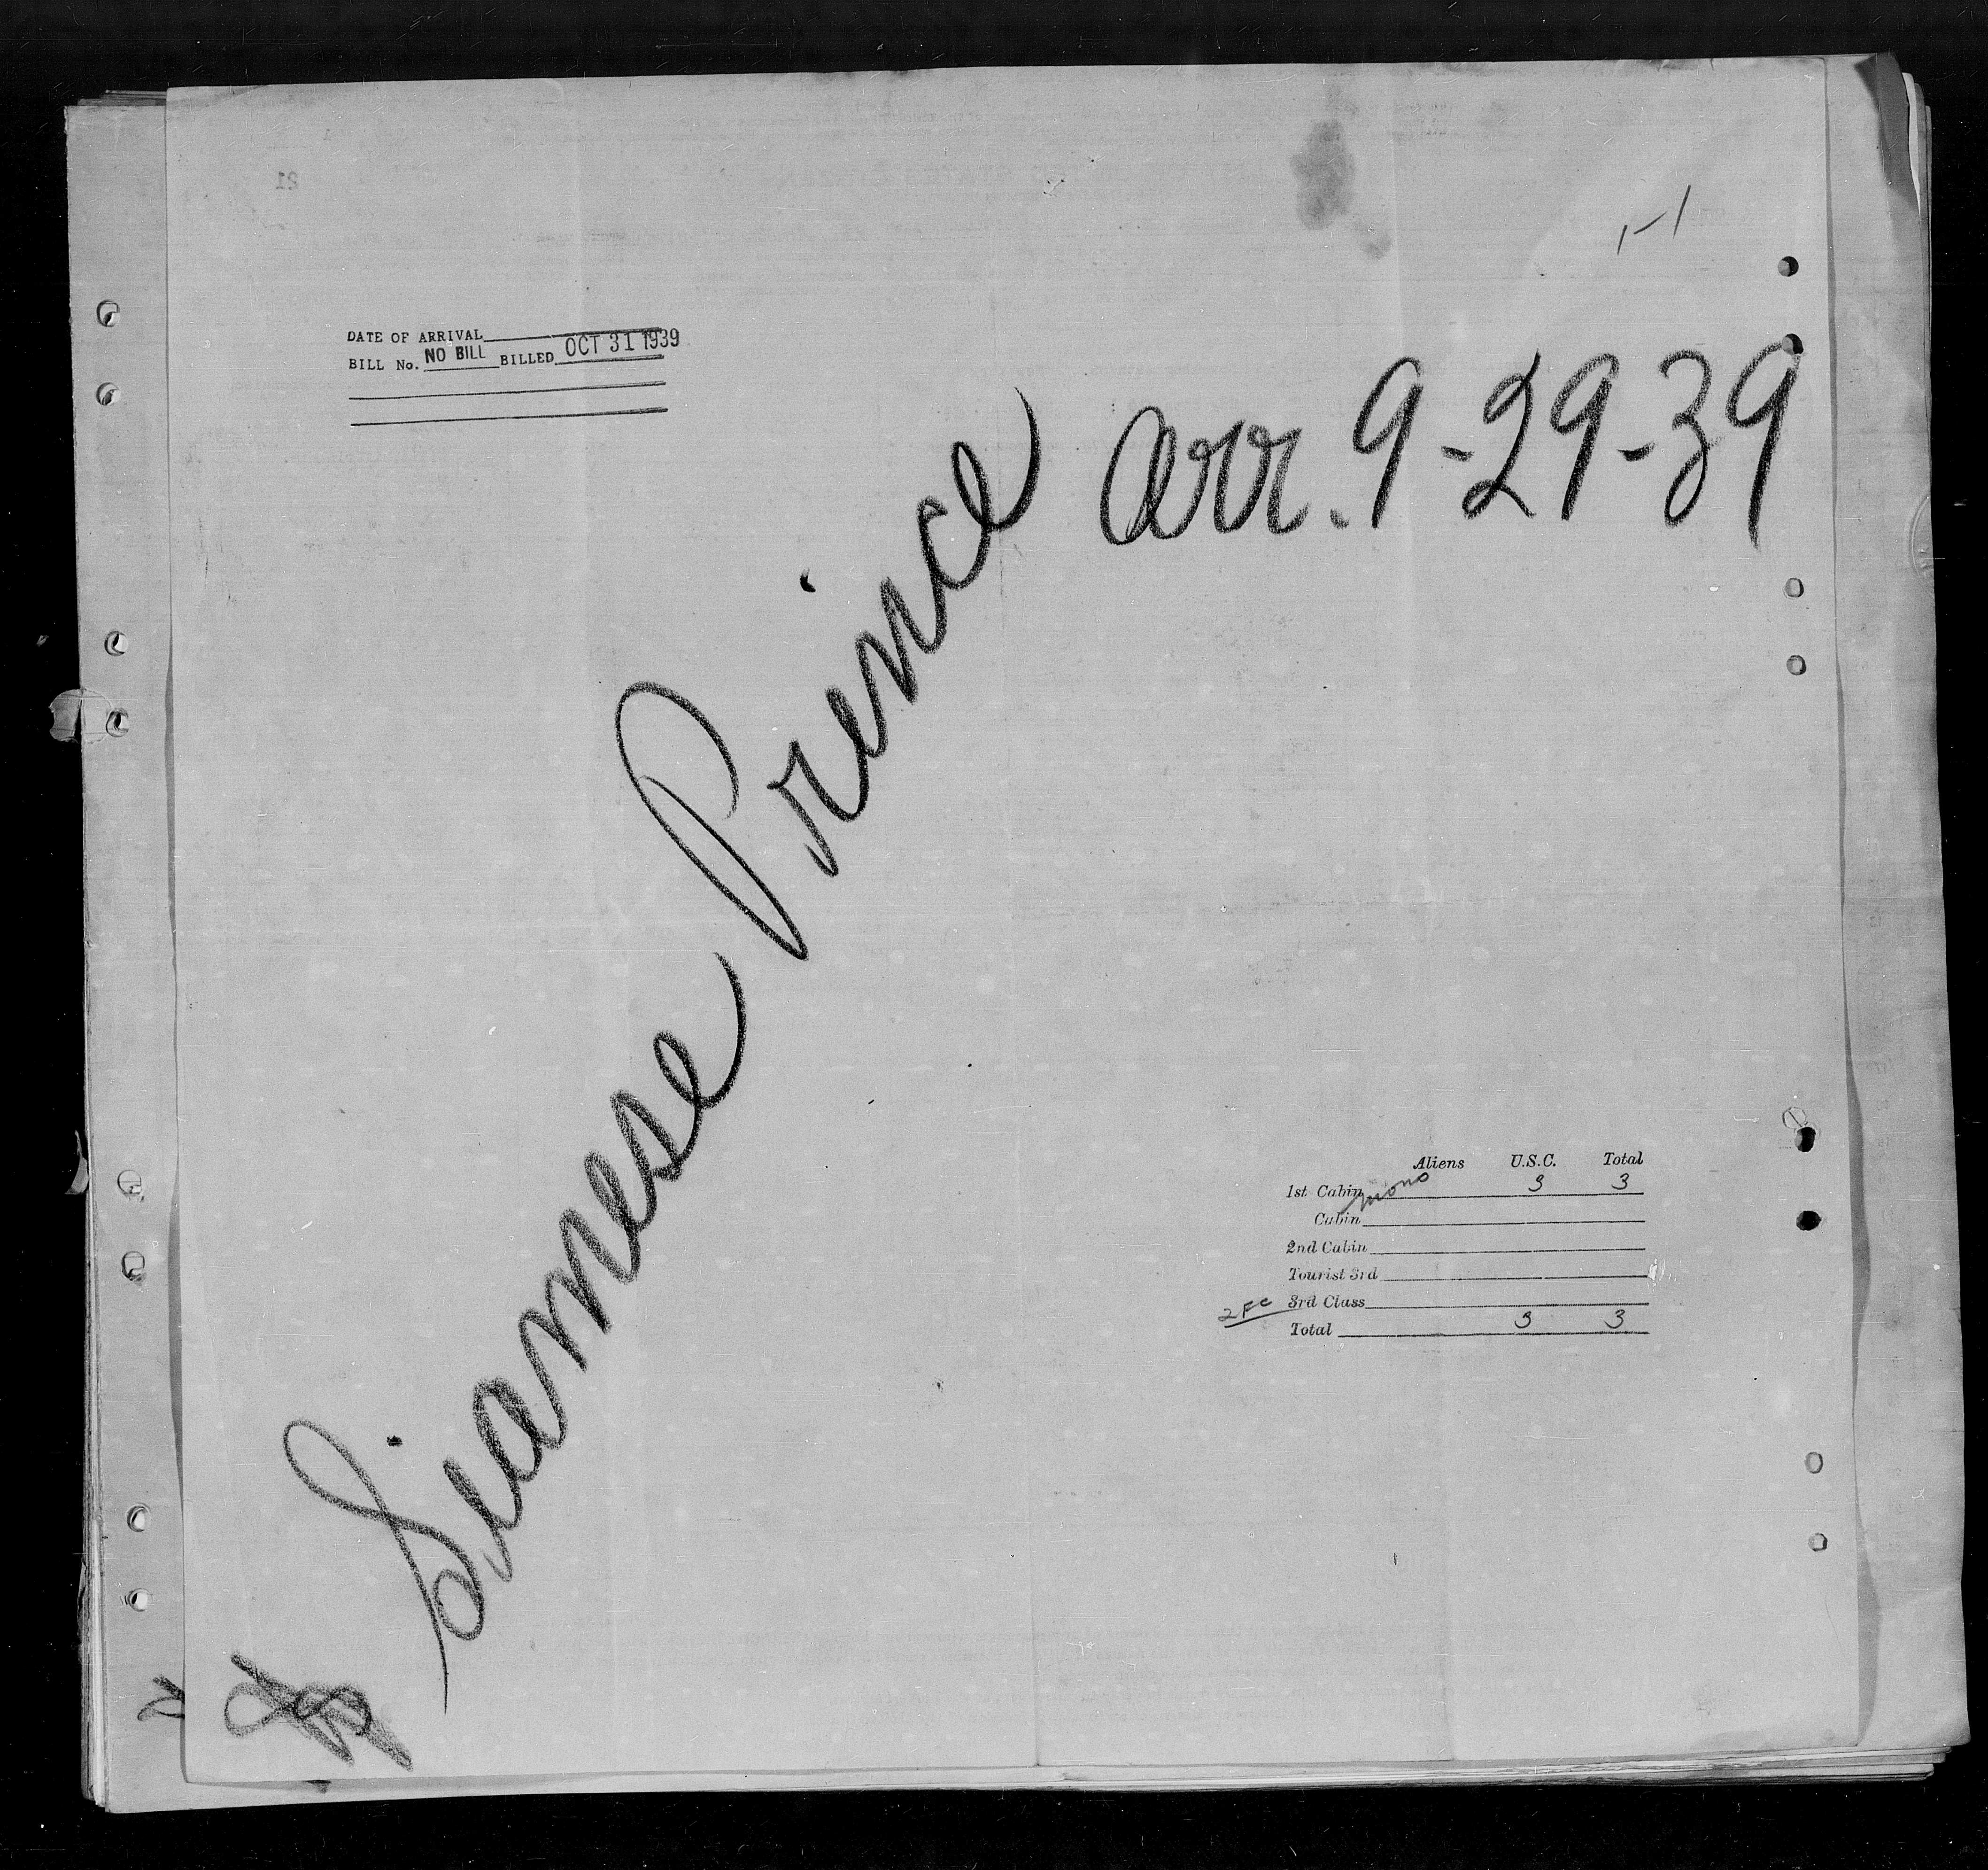 1-1
DATE OF ARRIVAL
BILL No. NO BILL BILLED OCT 31 1939
arr. 9-29-39
Siamese Prince
Aliens U.S.C. Total
1st Cabin 3 3
Cabin
2nd Cabin
Tourist 3rd
3rd Class
Total 3 3